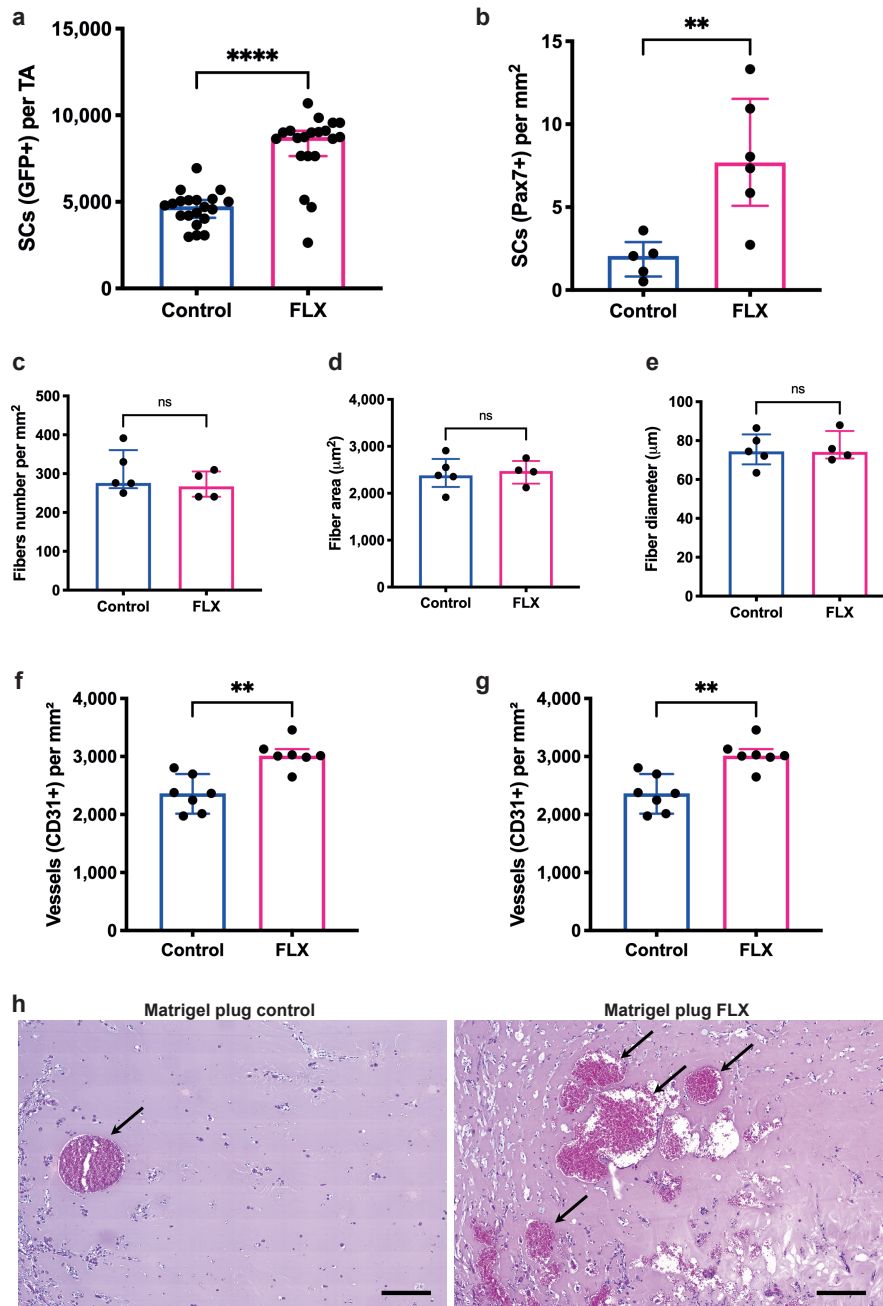 a
SCs (GFP+) per TA
15,000
10,000
5,000
0
****
Control
FLX
b
SCs (Pax7+) per mm²
15
10
5
0
**
Control
FLX
c
Fibers number per mm²
500
400
300
200
100
0
ns
Control
FLX
d
Fiber area (μm²)
4,000
3,000
2,000
1,000
0
ns
Control
FLX
e
Fiber diameter (μm)
100
80
60
40
20
0
ns
Control
FLX
f
Vessels (CD31+) per mm²
4,000
3,000
2,000
1,000
0
**
Control
FLX
g
Vessels (CD31+) per mm²
4,000
3,000
2,000
1,000
0
**
Control
FLX
h
Matrigel plug control
Matrigel plug FLX